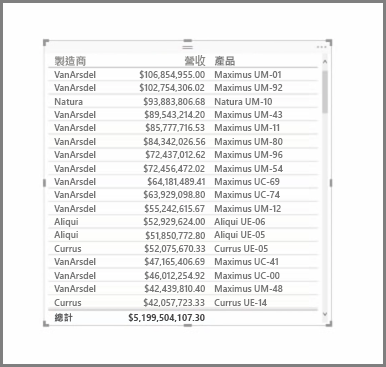 製造商 營收 產品
VanArsdel $106,854,955.00 Maximus UM-01
VanArsdel $102,754,306.02 Maximus UM-92
Natura $93,883,806.68 Natura UM-10
VanArsdel $89,543,214.20 Maximus UM-43
VanArsdel $85,777,716.53 Maximus UM-11
VanArsdel $84,342,026.56 Maximus UM-80
VanArsdel $72,437,012.62 Maximus UM-96
VanArsdel $72,456,472.02 Maximus UM-54
VanArsdel $64,181,489.41 Maximus UC-69
VanArsdel $63,929,098.80 Maximus UC-74
VanArsdel $55,242,615.67 Maximus UM-12
Aliqui $52,929,624.00 Aliqui UE-06
Aliqui $51,850,772.80 Aliqui UE-05
Currus $52,075,670.33 Currus UE-05
VanArsdel $47,165,406.69 Maximus UC-41
VanArsdel $46,012,254.92 Maximus UC-00
VanArsdel $42,439,810.40 Maximus UM-48
Currus $42,057,723.33 Currus UE-14
總計 $5,199,504,107.30